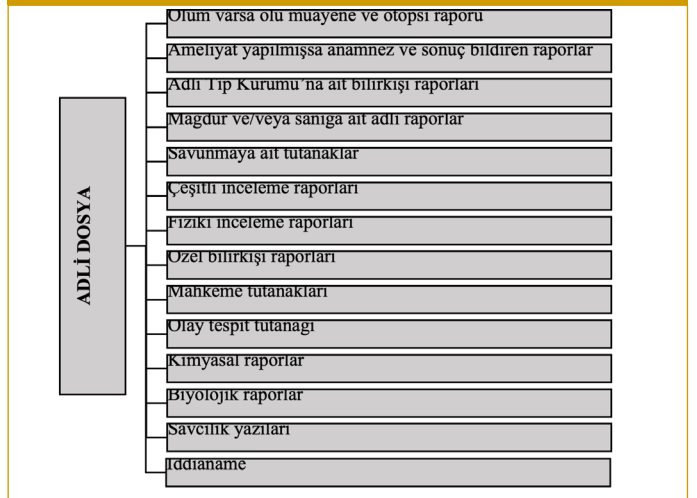 Ölüm varsa ölü muayene ve otopsi raporu
Ameliyat yapılmışsa anamnez ve sonuç bildiren raporlar
Adli Tıp Kurumu'na ait bilirkişi raporları
Mağdur ve/veya sanığa ait adli raporlar
Savunmaya ait tutanaklar
Çeşitli inceleme raporları
Fiziki inceleme raporları
Özel bilirkişi raporları
Mahkeme tutanakları
Olay tespit tutanağı
Kimyasal raporlar
Biyolojik raporlar
Savcılık yazıları
İddianame
ADLİ DOSYA